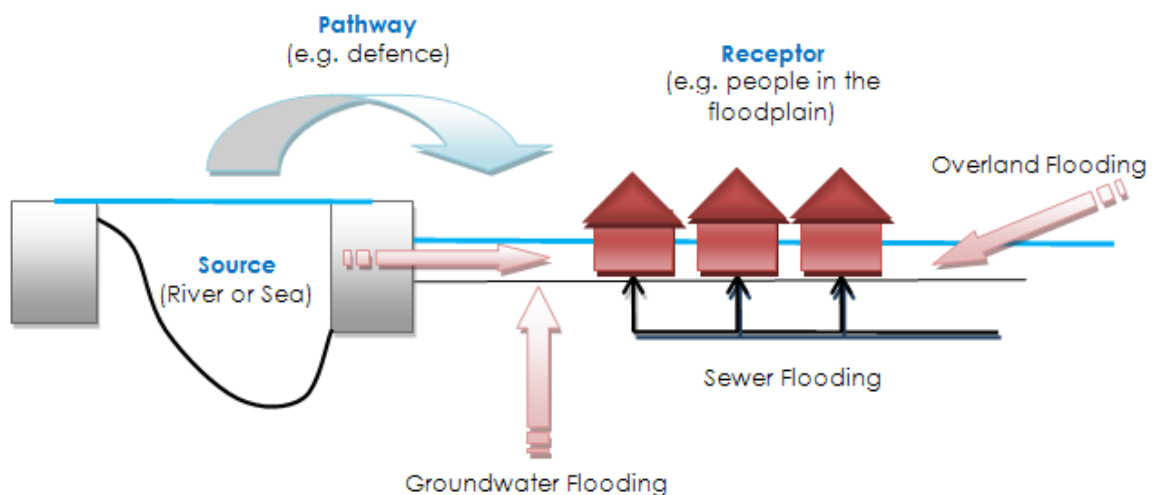 Pathway
(e.g. defence)
Receptor
(e.g. people in the
floodplain)
Overland Flooding
Source
(River or Sea)
Sewer Flooding
Groundwater Flooding